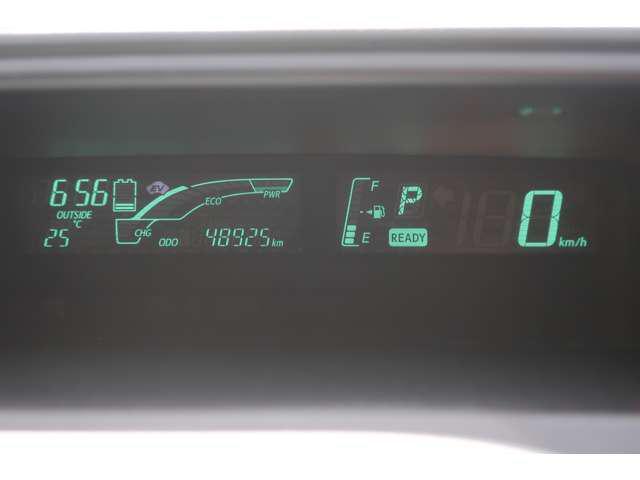 6:56 EV ECO PWR
OUTSIDE
25 °C
CHG ODO 48925 km
F
E
P
READY
0 km/h